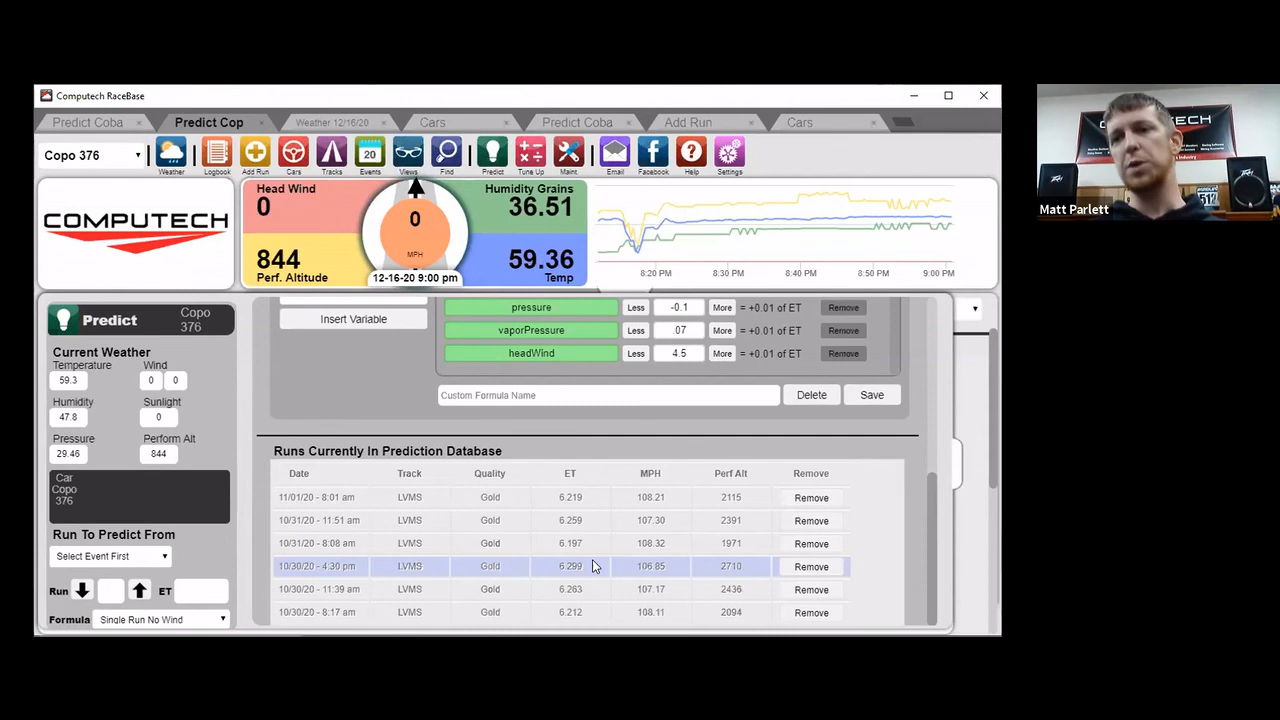 Computech RaceBase
Predict Coba × Predict Cop × Weather 12/16/20 × Cars × Predict Coba × Add Run × Cars ×
Copo 376
Weather Logbook Add Run Cars Tracks Events Views Find Predict Tune Up Maint Email Facebook Help Settings
20
COMPUTECH
Head Wind
0
844
Perf. Altitude
0
MPH
12-16-20 9:00 pm
Humidity Grains
36.51
59.36
Temp
8:20 PM 8:30 PM 8:40 PM 8:50 PM 9:00 PM
Predict
Copo
376
Current Weather
Temperature Wind
59.3 0 0
Humidity Sunlight
47.8 0
Pressure Perform Alt
29.46 844
Car
Copo
376
Run To Predict From
Select Event First
Run ET
Formula Single Run No Wind
Insert Variable
pressure Less -0.1 More = +0.01 of ET Remove
vaporPressure Less .07 More = +0.01 of ET Remove
headWind Less 4.5 More = +0.01 of ET Remove
Custom Formula Name Delete Save
Runs Currently In Prediction Database
Date Track Quality ET MPH Perf Alt Remove
11/01/20 - 8:01 am LVMS Gold 6.219 108.21 2115 Remove
10/31/20 - 11:51 am LVMS Gold 6.259 107.30 2391 Remove
10/31/20 - 8:08 am LVMS Gold 6.197 108.32 1971 Remove
10/30/20 - 4:30 pm LVMS Gold 6.299 106.85 2710 Remove
10/30/20 - 11:39 am LVMS Gold 6.263 107.17 2436 Remove
10/30/20 - 8:17 am LVMS Gold 6.212 108.11 2094 Remove
PEAVEY
Matt Parlett